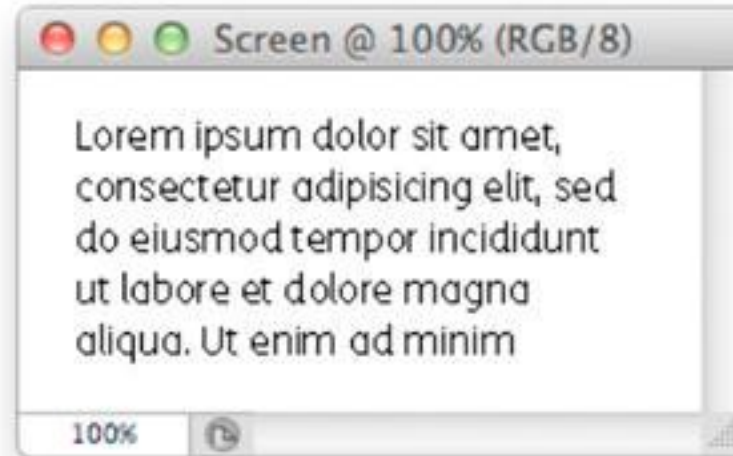 Screen @ 100% (RGB/8)
Lorem ipsum dolor sit amet,
consectetur adipisicing elit, sed
do eiusmod tempor incididunt
ut labore et dolore magna
aliqua. Ut enim ad minim
100%